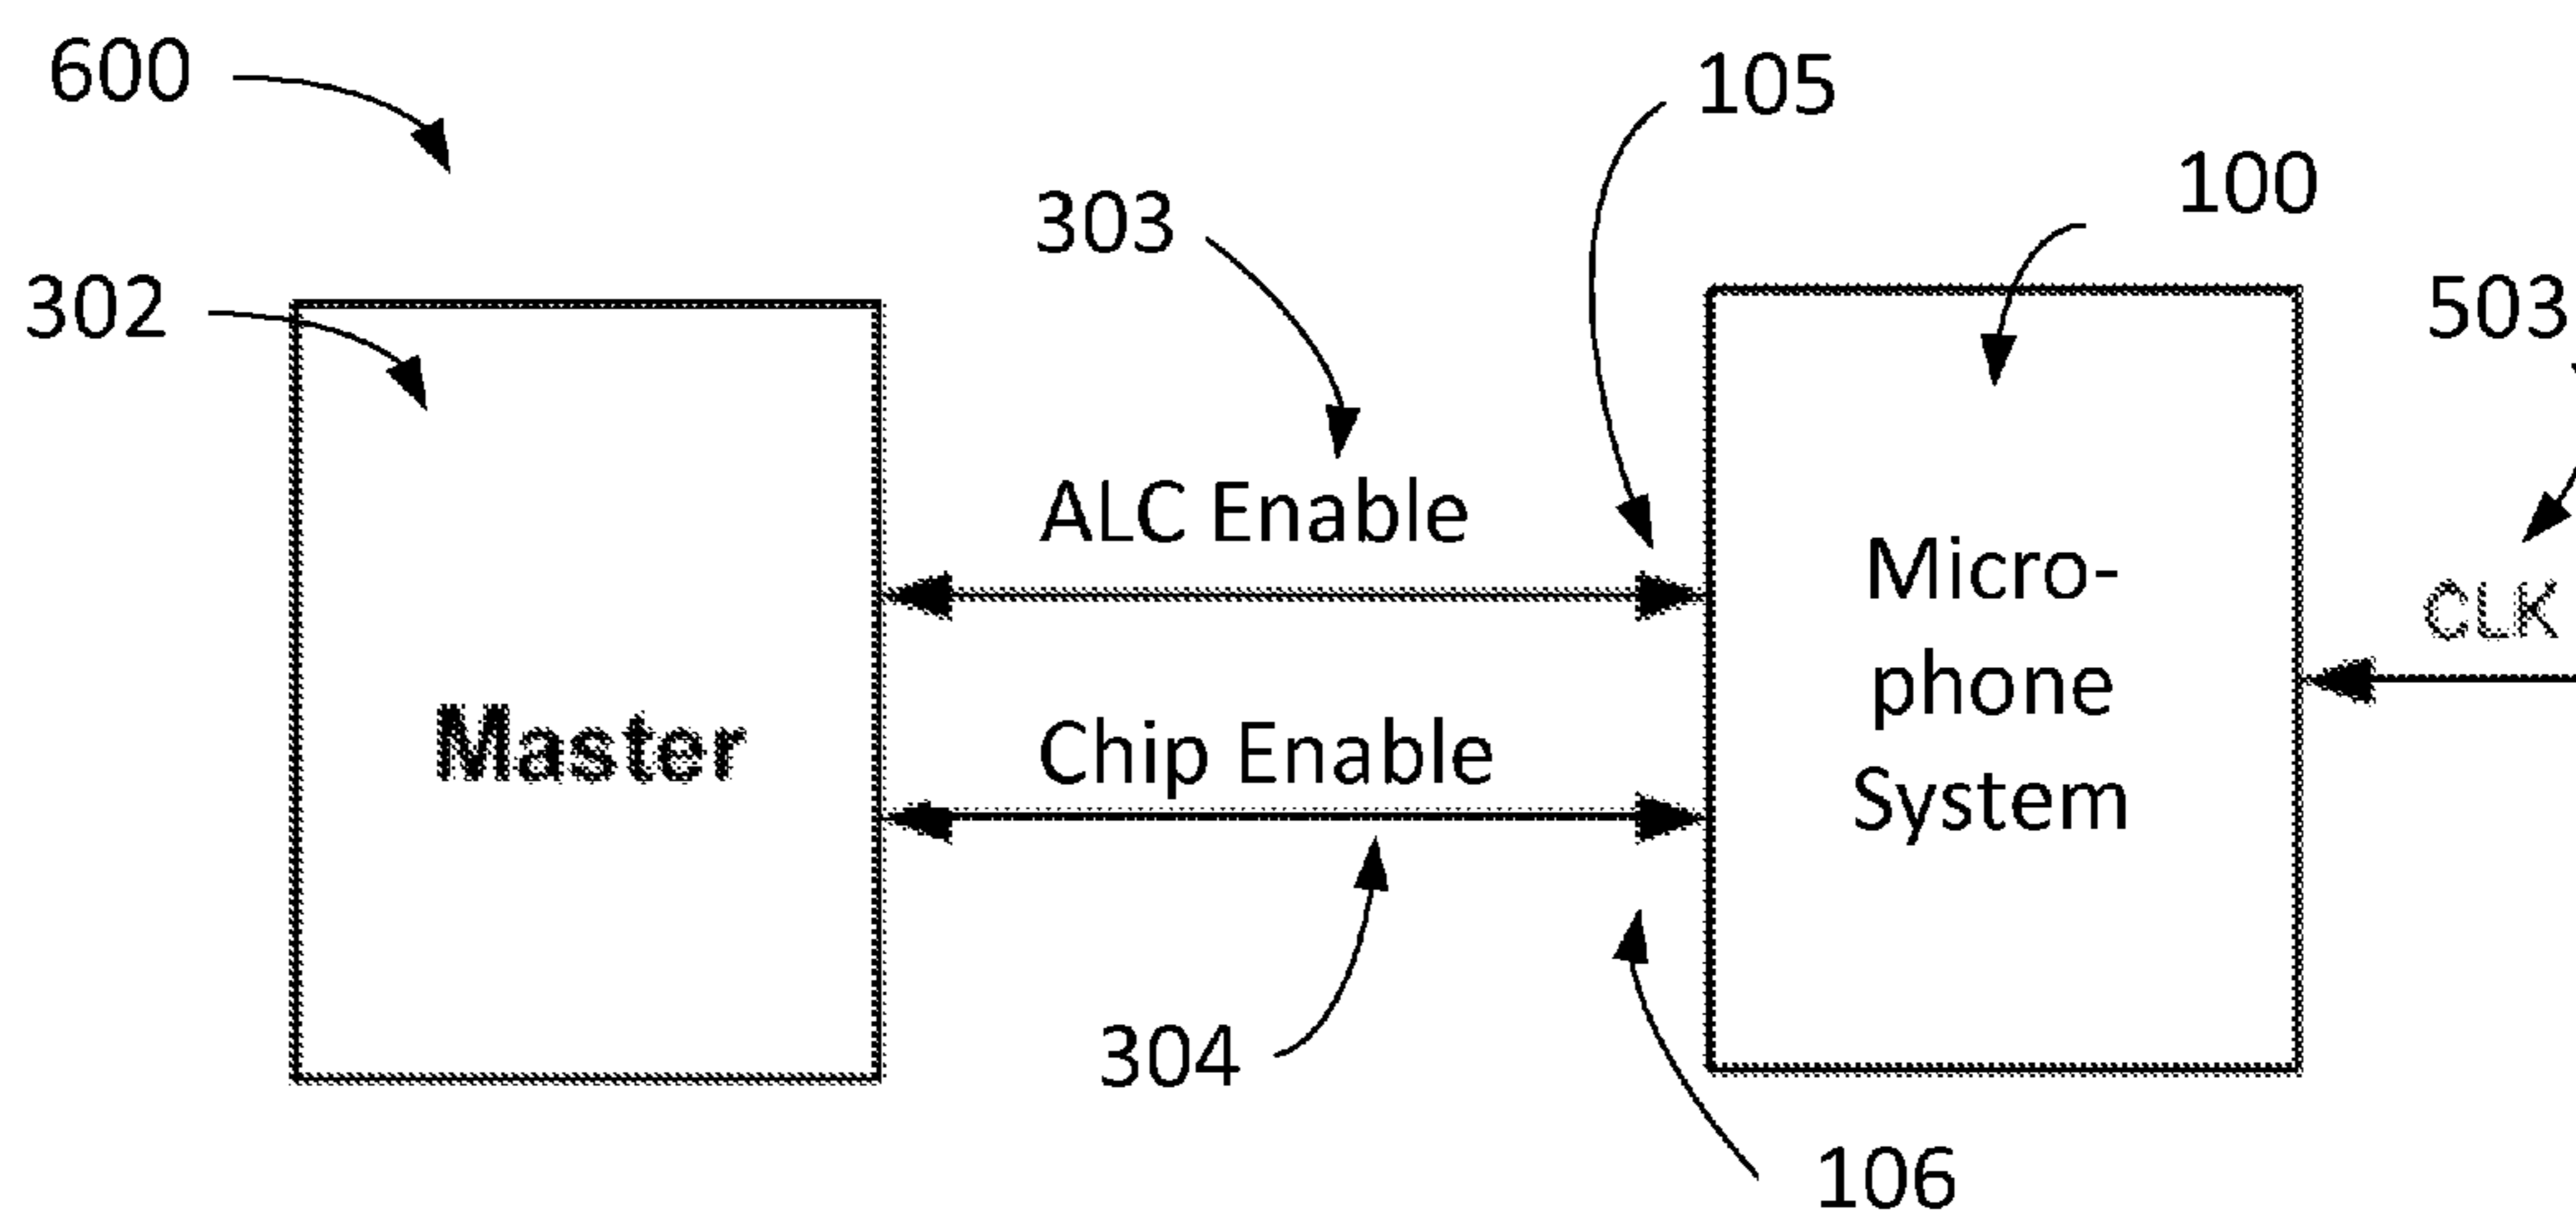 600
105
100
303
302
503
ALC Enable
Micro-
CLK
phone
Chip Enable
Master
System
304
106